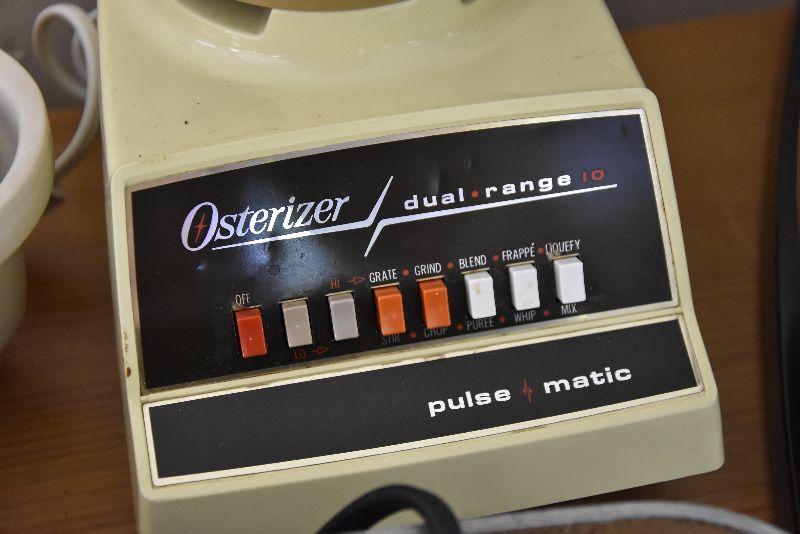 Osterizer dual • range 10
HI → GRATE • GRIND • BLEND • FRAPPÉ • LIQUEFY
OFF
LO → STIR • CHOP • PUREE • WHIP • MIX
pulse matic